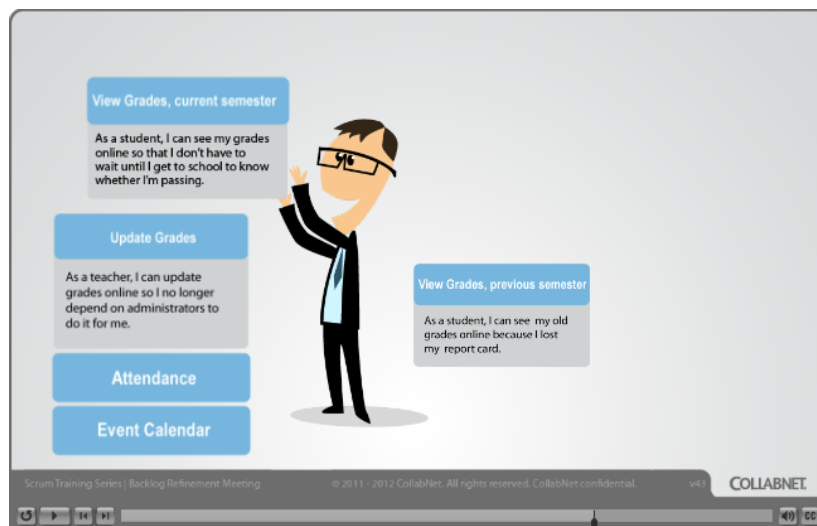 View Grades, current semester
As a student, I can see my grades
online so that I don't have to
wait until I get to school to know
whether I'm passing.
Update Grades
As a teacher, I can update
grades online so I no longer
depend on administrators to
do it for me.
Attendance
Event Calendar
View Grades, previous semester
As a student, I can see my old
grades online because I lost
my report card.
Scrum Training Series | Backlog Refinement Meeting
© 2011 - 2012 CollabNet. All rights reserved. CollabNet confidential.
v43
COLLABNET.
CC